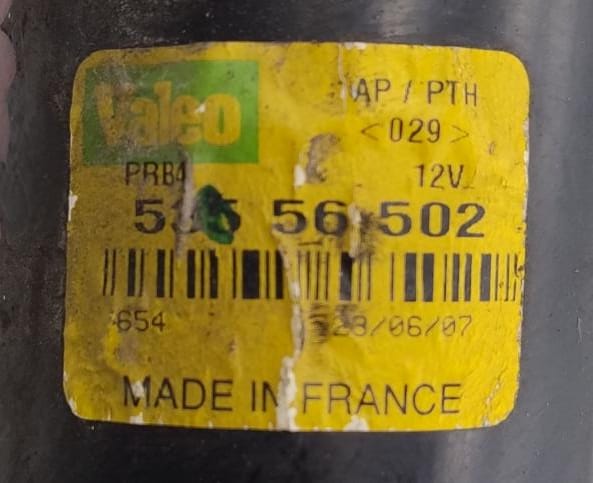 Valeo
AP / PTH
<029>
PRB4
12V
56 502
654
28/06/07
MADE IN FRANCE